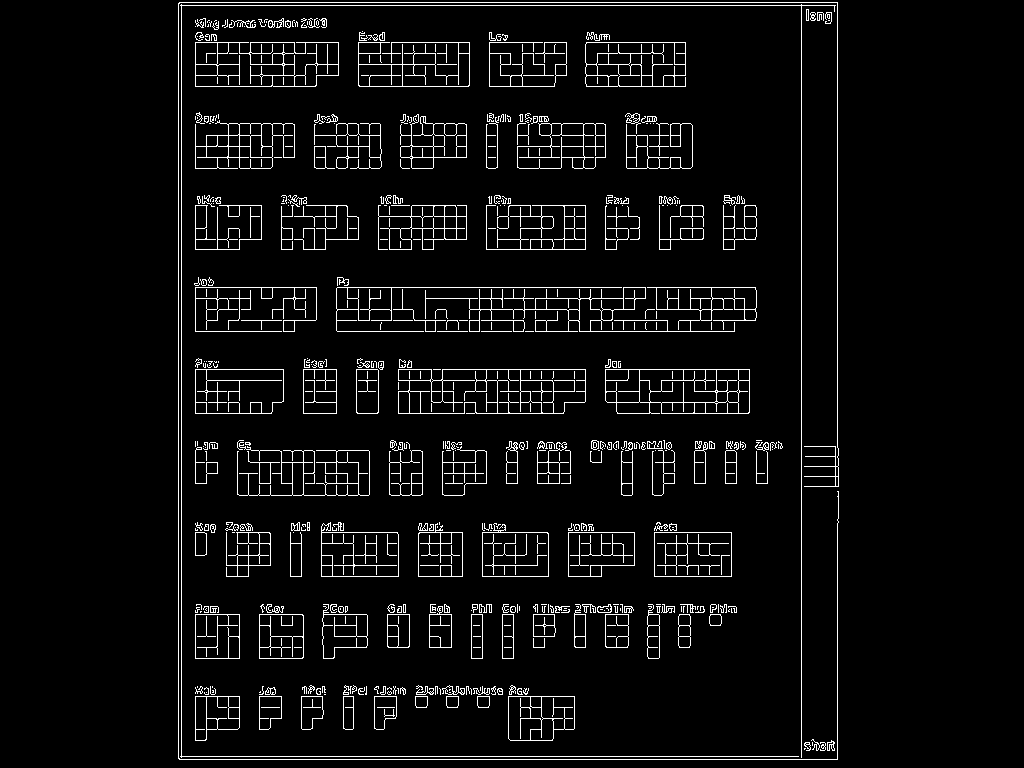 King James Version 2009
long
Gen Exod Lev Num
Deut Josh Judg Ruth 1Sam 2Sam
1Kgs 2Kgs 1Chr 1Chr Ezra Neh Esth
Job Ps
Prov Eccl Song Isa Jer
Lam Ez Dan Hos Joel Amos Obad Jonah Mic Nah Hab Zeph
Hag Zech Mal Matt Mark Luke John Acts
Rom 1Cor 2Cor Gal Eph Phil Col 1Thess 2Thess 1Tim 2Tim Titus Phlm
Heb Jas 1Pet 2Pet 1John 2John 3John Jude Rev
short